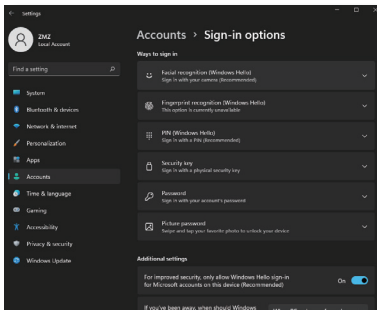 Settings
ZMZ
Local Account
Find a setting
System
Bluetooth & devices
Network & internet
Personalization
Apps
Accounts
Time & language
Gaming
Accessibility
Privacy & security
Windows Update
Accounts > Sign-in options
Ways to sign in
Facial recognition (Windows Hello)
Sign in with your camera (Recommended)
Fingerprint recognition (Windows Hello)
This option is currently unavailable
PIN (Windows Hello)
Sign in with a PIN (Recommended)
Security key
Sign in with a physical security key
Password
Sign in with your account's password
Picture password
Swipe and tap your favorite photo to unlock your device
Additional settings
For improved security, only allow Windows Hello sign-in
for Microsoft accounts on this device (Recommended)
On
If you've been away, when should Windows